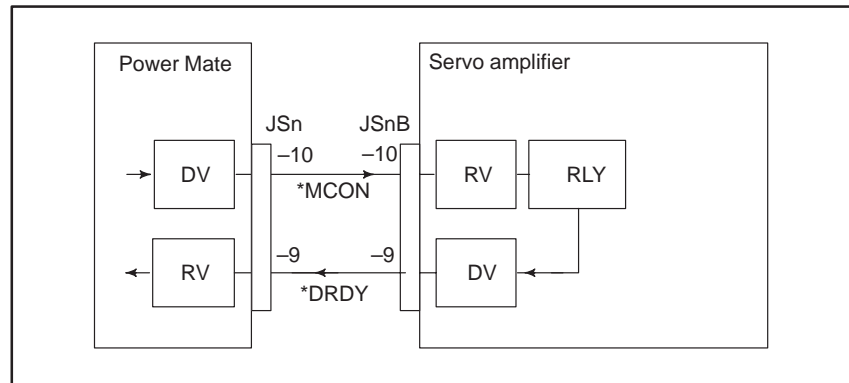 Power Mate
Servo amplifier
JSn
JSnB
–10
–10
DV
RV
RLY
*MCON
–9
–9
RV
DV
*DRDY